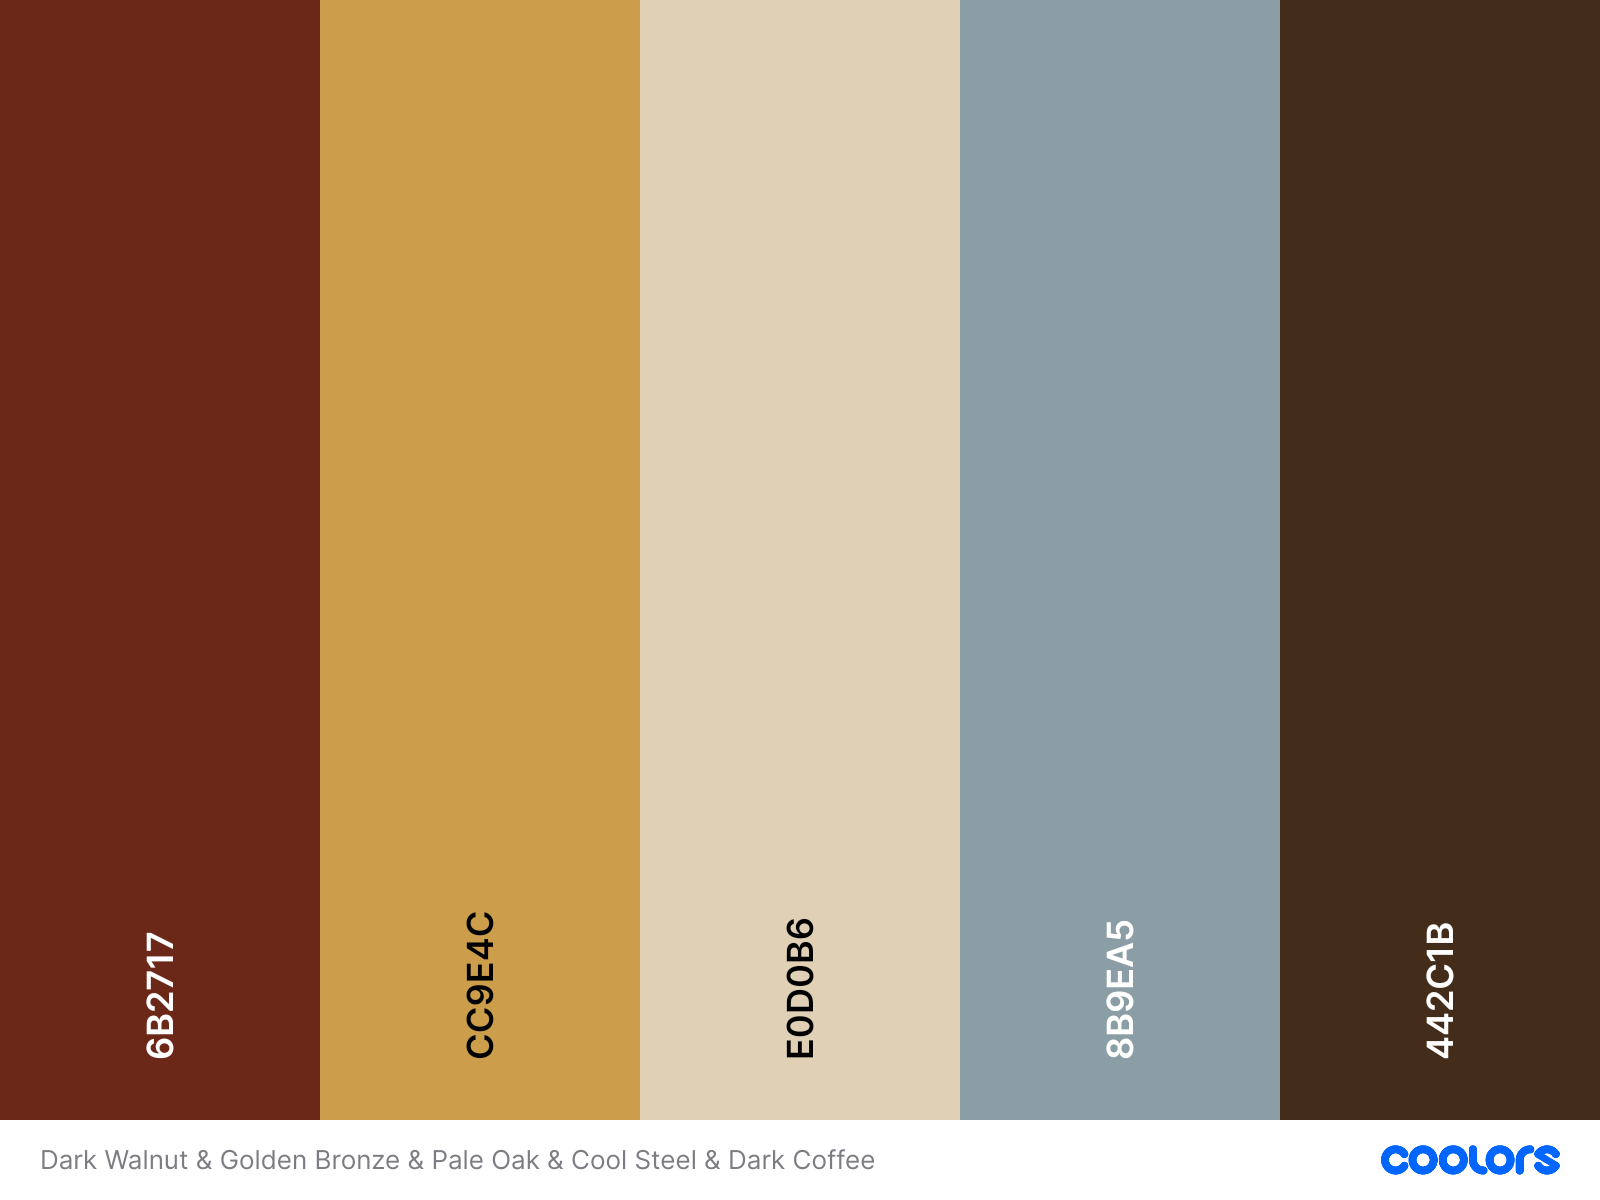 6B2717
CC9E4C
E0D0B6
8B9EA5
442C1B
Dark Walnut & Golden Bronze & Pale Oak & Cool Steel & Dark Coffee
coolors